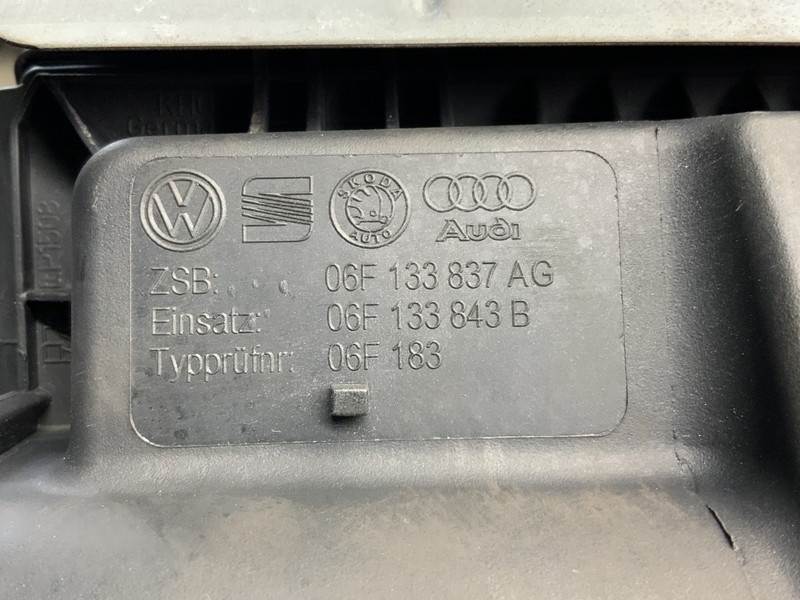 SKODA
AUTO
Audi
ZSB: 06F 133 837 AG
Einsatz: 06F 133 843 B
Typprüfnr: 06F 183